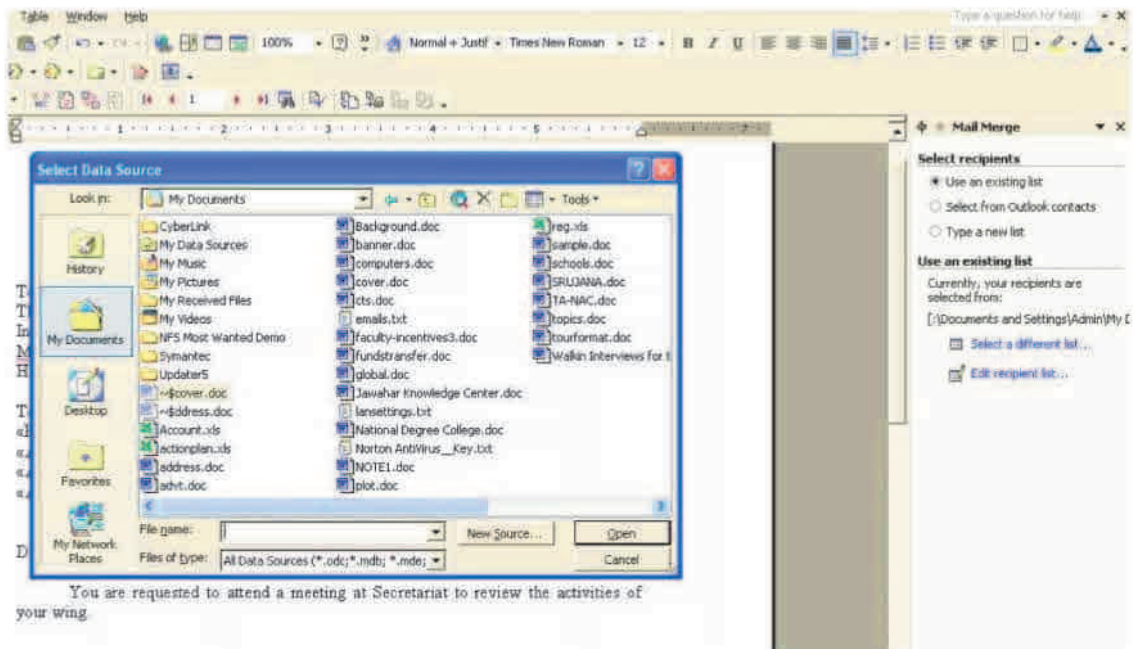 Table Window Help Type a question for help
100% Normal + Justif Times New Roman 12 B I U
1
1 2 3 4 5 7
Mail Merge
Select Data Source
Look in: My Documents Tools
History
My Documents
Desktop
Favorites
My Network Places
CyberLink
My Data Sources
My Music
My Pictures
My Received Files
My Videos
NFS Most Wanted Demo
Symantec
Updater5
~$cover.doc
~$ddress.doc
Account.xls
actionplan.xls
address.doc
advt.doc
Background.doc
banner.doc
computers.doc
cover.doc
cts.doc
emails.txt
faculty-incentives3.doc
fundstransfer.doc
global.doc
Jawahar Knowledge Center.doc
lansettings.txt
National Degree College.doc
Norton AntiVirus__Key.txt
NOTE1.doc
plot.doc
reg.xls
sample.doc
schools.doc
SRUJANA.doc
TA-NAC.doc
topics.doc
tourformat.doc
Walkin Interviews for
File name: New Source... Open
Files of type: All Data Sources (*.odc;*.mdb; *.mde; Cancel
Select recipients
Use an existing list
Select from Outlook contacts
Type a new list
Use an existing list
Currently, your recipients are
selected from:
[:\Documents and Settings\Admin\My D
Select a different list...
Edit recipient list...
You are requested to attend a meeting at Secretariat to review the activities of
your wing.